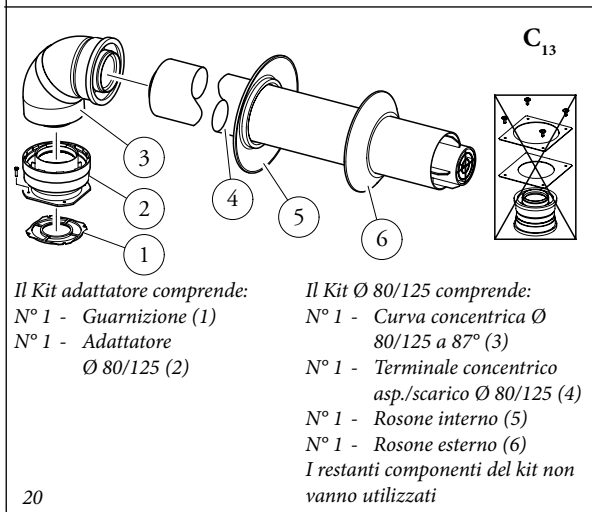 C13
3
2
1
4
5
6
Il Kit adattatore comprende:
N° 1 - Guarnizione (1)
N° 1 - Adattatore
Ø 80/125 (2)
Il Kit Ø 80/125 comprende:
N° 1 - Curva concentrica Ø
80/125 a 87° (3)
N° 1 - Terminale concentrico
asp./scarico Ø 80/125 (4)
N° 1 - Rosone interno (5)
N° 1 - Rosone esterno (6)
I restanti componenti del kit non
vanno utilizzati
20